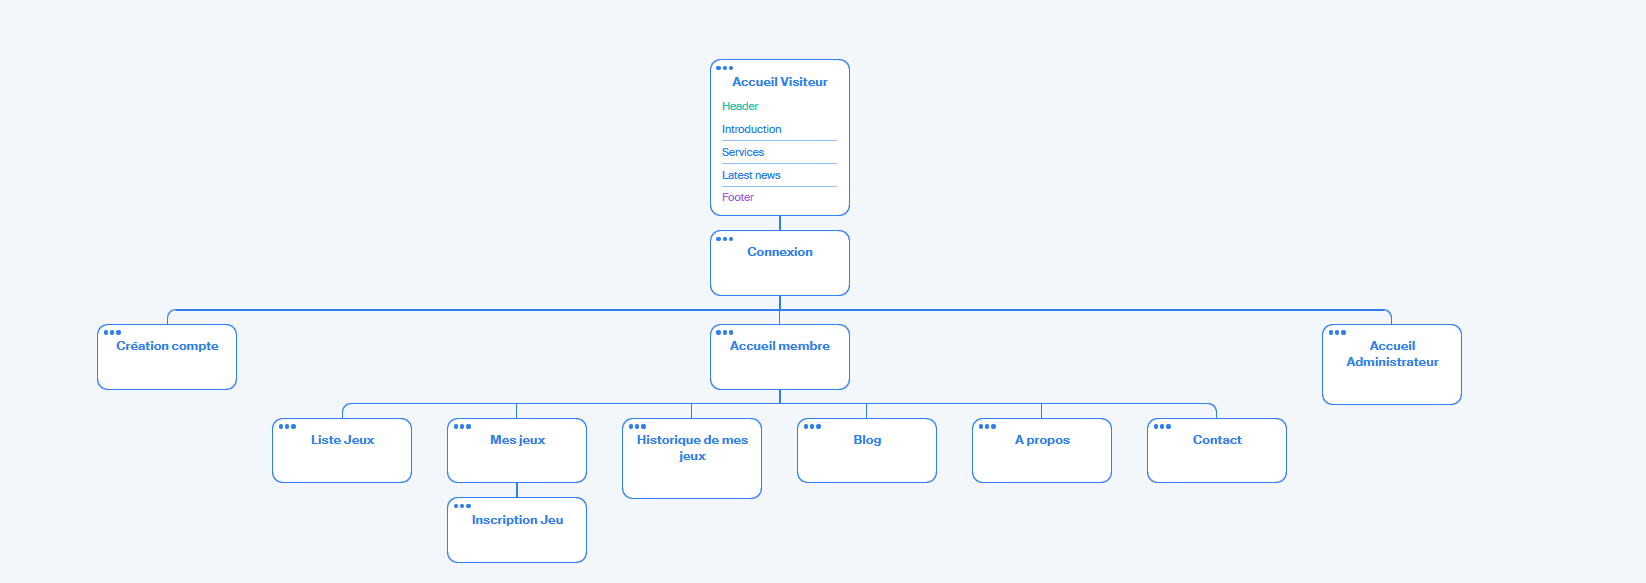 Accueil Visiteur
Header
Introduction
Services
Latest news
Footer
Connexion
Création compte
Accueil membre
Accueil
Administrateur
Liste Jeux
Mes jeux
Historique de mes
jeux
Blog
A propos
Contact
Inscription Jeu